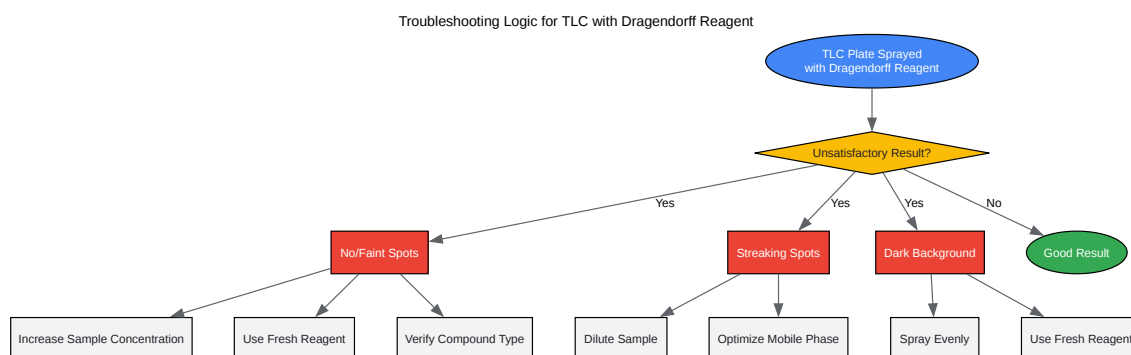 Troubleshooting Logic for TLC with Dragendorff Reagent
TLC Plate Sprayed
with Dragendorff Reagent
Unsatisfactory Result?
Yes
Yes
Yes
No
No/Faint Spots
Streaking Spots
Dark Background
Good Result
Increase Sample Concentration
Use Fresh Reagent
Verify Compound Type
Dilute Sample
Optimize Mobile Phase
Spray Evenly
Use Fresh Reagent